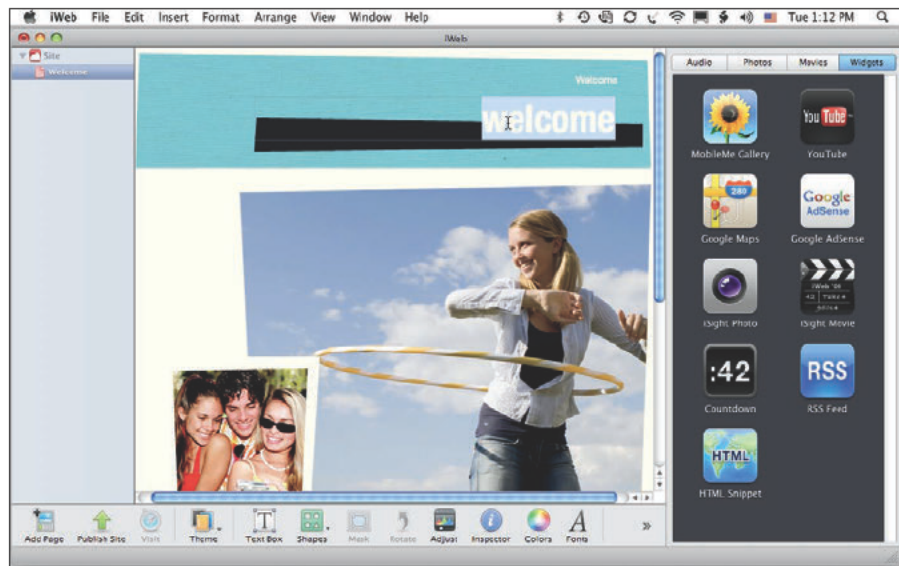 iWeb File Edit Insert Format Arrange View Window Help Tue 1:12 PM
iWeb
Site
Welcome
Welcome
welcome
Audio Photos Movies Widgets
MobileMe Gallery
You Tube
YouTube
280
Google Maps
Google AdSense
Google AdSense
iSight Photo
iSight Movie
:42
Countdown
RSS
RSS Feed
HTML
HTML Snippet
Add Page Publish Site Visit Theme Text Box Shapes Mask Rotate Adjust Inspector Colors Fonts »